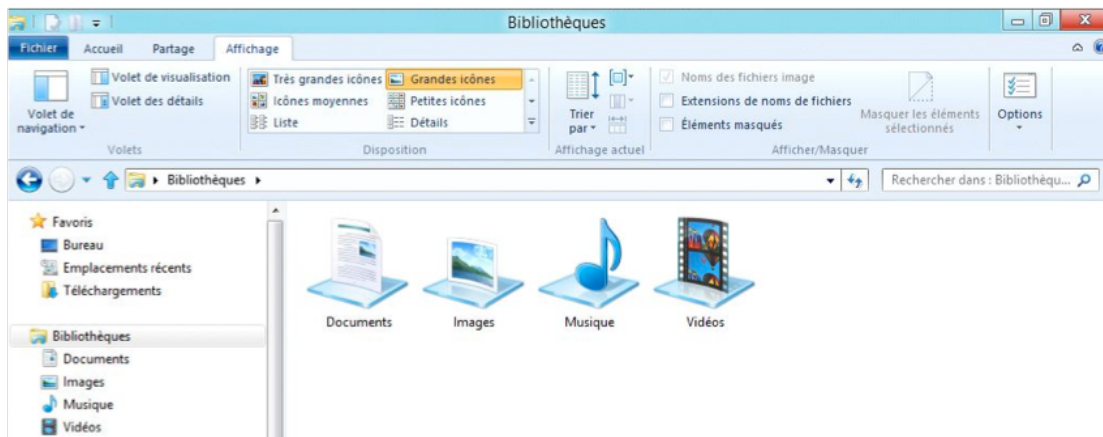 Bibliothèques
Fichier Accueil Partage Affichage
Volet de navigation
Volet de visualisation
Volet des détails
Volets
Très grandes icônes Grandes icônes
Icônes moyennes Petites icônes
Liste Détails
Disposition
Trier par
Affichage actuel
Noms des fichiers image
Extensions de noms de fichiers
Éléments masqués
Masquer les éléments sélectionnés
Afficher/Masquer
Options
Bibliothèques
Rechercher dans : Bibliothèqu...
Favoris
Bureau
Emplacements récents
Téléchargements
Bibliothèques
Documents
Images
Musique
Vidéos
Documents Images Musique Vidéos